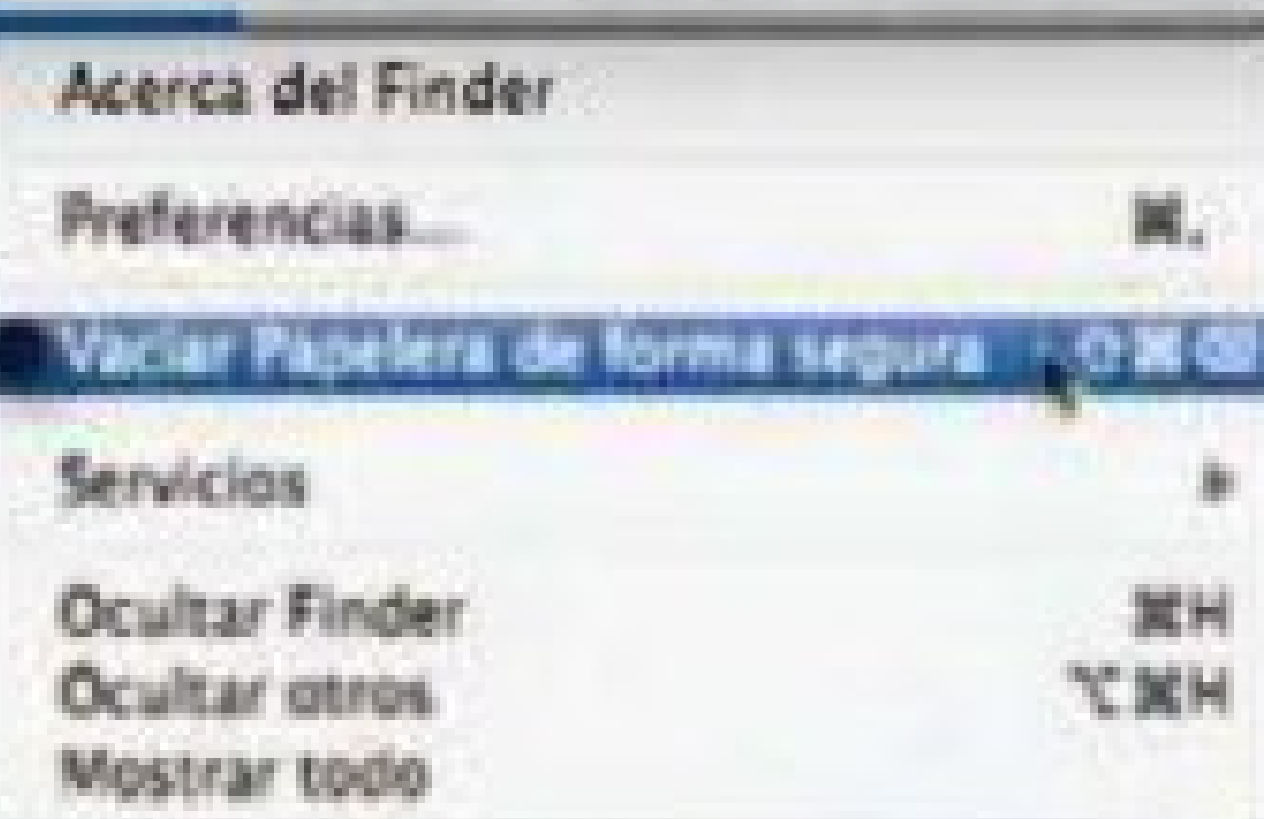 Acerca del Finder
Preferencias... ⌘,
Vaciar Papelera de forma segura ⇧⌘⌫
Servicios ▶
Ocultar Finder ⌘H
Ocultar otros ⌥⌘H
Mostrar todo